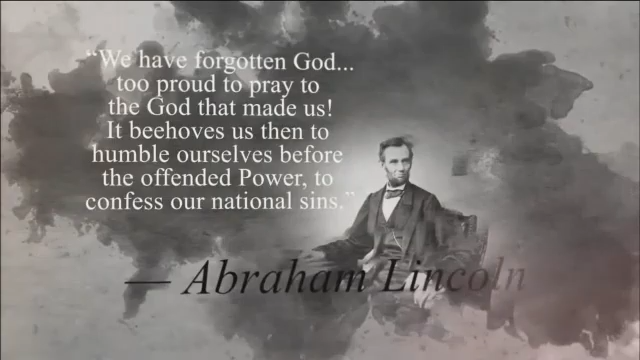 “We have forgotten God...
too proud to pray to
the God that made us!
It beehoves us then to
humble ourselves before
the offended Power, to
confess our national sins.”
— Abraham Lincoln